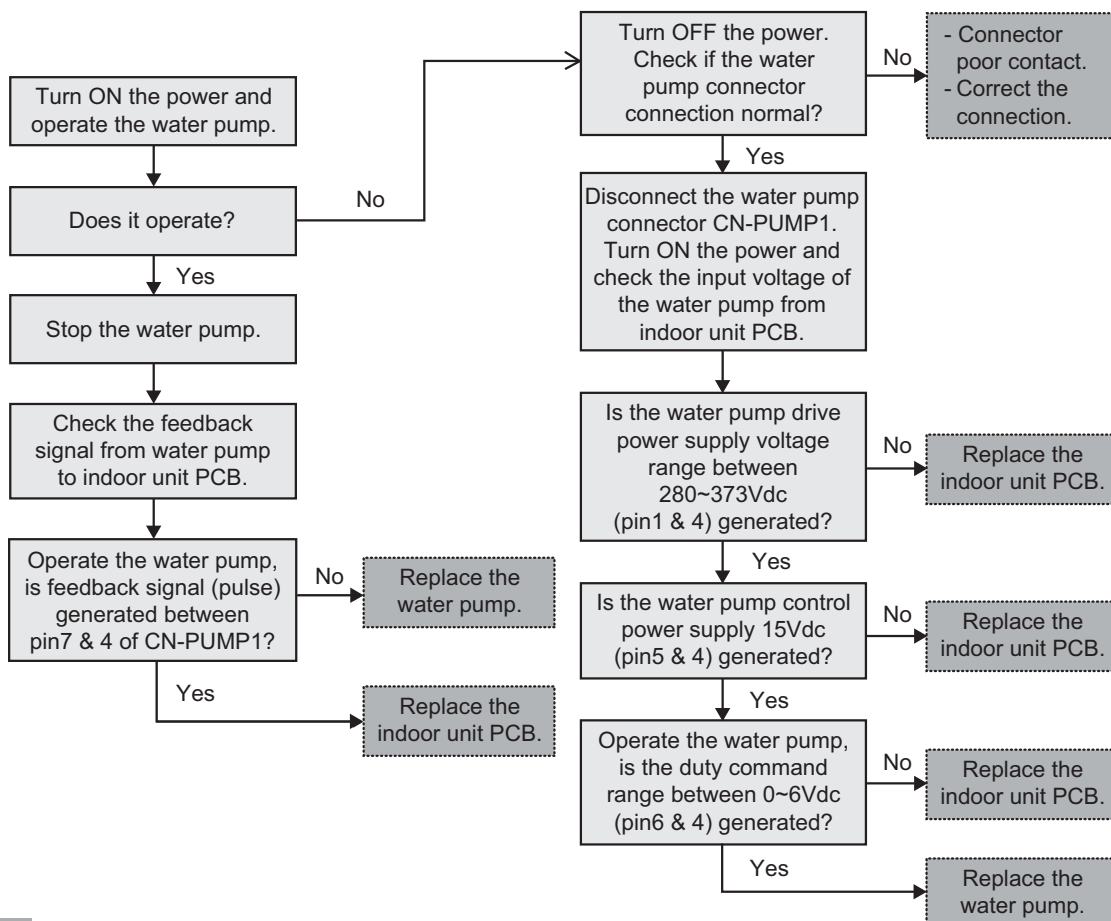 Turn ON the power and
operate the water pump.
Does it operate?
No
Yes
Stop the water pump.
Check the feedback
signal from water pump
to indoor unit PCB.
Operate the water pump,
is feedback signal (pulse)
generated between
pin7 & 4 of CN-PUMP1?
No
Replace the
water pump.
Yes
Replace the
indoor unit PCB.
Turn OFF the power.
Check if the water
pump connector
connection normal?
No
- Connector
poor contact.
- Correct the
connection.
Yes
Disconnect the water pump
connector CN-PUMP1.
Turn ON the power and
check the input voltage of
the water pump from
indoor unit PCB.
Is the water pump drive
power supply voltage
range between
280~373Vdc
(pin1 & 4) generated?
No
Replace the
indoor unit PCB.
Yes
Is the water pump control
power supply 15Vdc
(pin5 & 4) generated?
No
Replace the
indoor unit PCB.
Yes
Operate the water pump,
is the duty command
range between 0~6Vdc
(pin6 & 4) generated?
No
Replace the
indoor unit PCB.
Yes
Replace the
water pump.